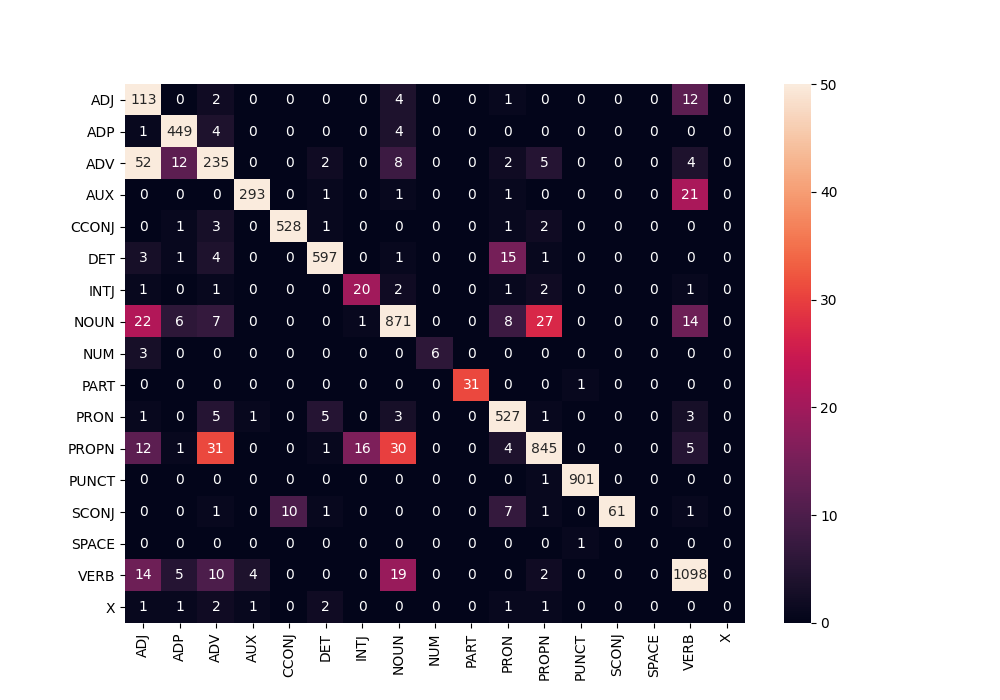 ADJ 113 0 2 0 0 0 0 4 0 0 1 0 0 0 0 12 0
ADP 1 449 4 0 0 0 0 4 0 0 0 0 0 0 0 0 0
ADV 52 12 235 0 0 2 0 8 0 0 2 5 0 0 0 4 0
AUX 0 0 0 293 0 1 0 1 0 0 1 0 0 0 0 21 0
CCONJ 0 1 3 0 528 1 0 0 0 0 1 2 0 0 0 0 0
DET 3 1 4 0 0 597 0 1 0 0 15 1 0 0 0 0 0
INTJ 1 0 1 0 0 0 20 2 0 0 1 2 0 0 0 1 0
NOUN 22 6 7 0 0 0 1 871 0 0 8 27 0 0 0 14 0
NUM 3 0 0 0 0 0 0 0 6 0 0 0 0 0 0 0 0
PART 0 0 0 0 0 0 0 0 0 31 0 0 1 0 0 0 0
PRON 1 0 5 1 0 5 0 3 0 0 527 1 0 0 0 3 0
PROPN 12 1 31 0 0 1 16 30 0 0 4 845 0 0 0 5 0
PUNCT 0 0 0 0 0 0 0 0 0 0 0 1 901 0 0 0 0
SCONJ 0 0 1 0 10 1 0 0 0 0 7 1 0 61 0 1 0
SPACE 0 0 0 0 0 0 0 0 0 0 0 0 1 0 0 0 0
VERB 14 5 10 4 0 0 0 19 0 0 0 2 0 0 0 1098 0
X 1 1 2 1 0 2 0 0 0 0 1 1 0 0 0 0 0
ADJ ADP ADV AUX CCONJ DET INTJ NOUN NUM PART PRON PROPN PUNCT SCONJ SPACE VERB X
50
40
30
20
10
0